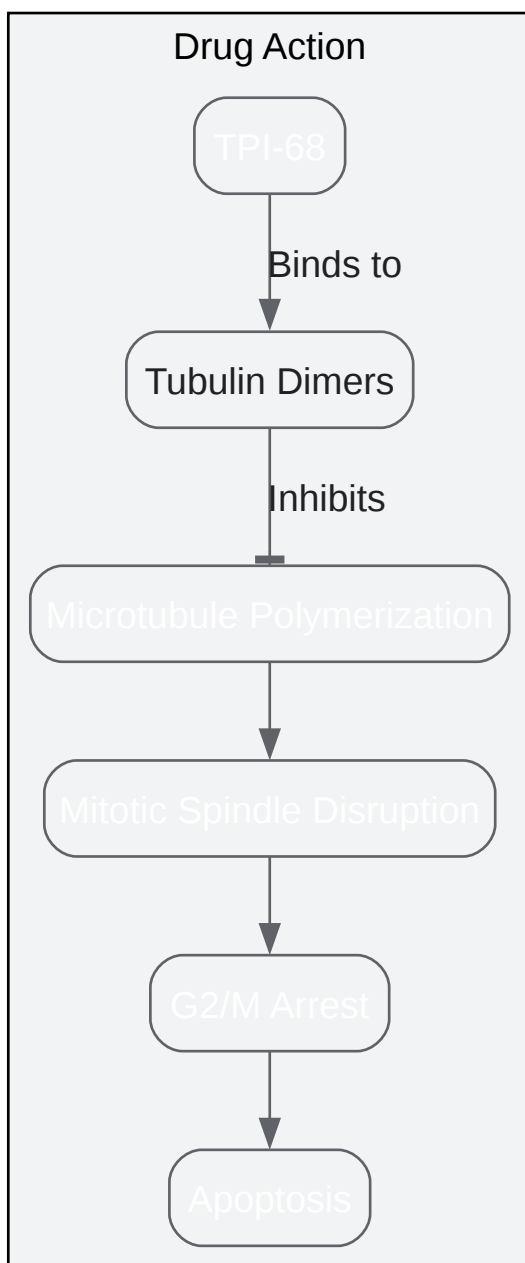 Drug Action
TPI-68
Binds to
Tubulin Dimers
Inhibits
Microtubule Polymerization
Mitotic Spindle Disruption
G2/M Arrest
Apoptosis